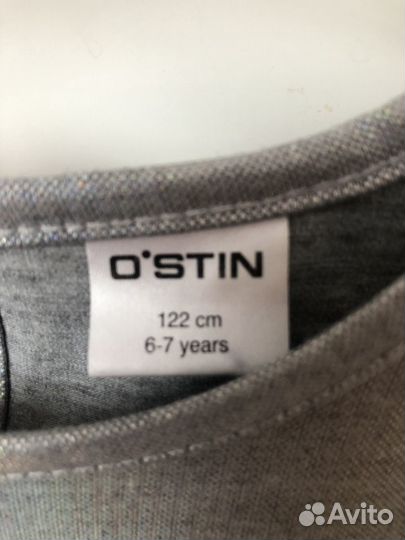 O'STIN
122 cm
6-7 years
Avito